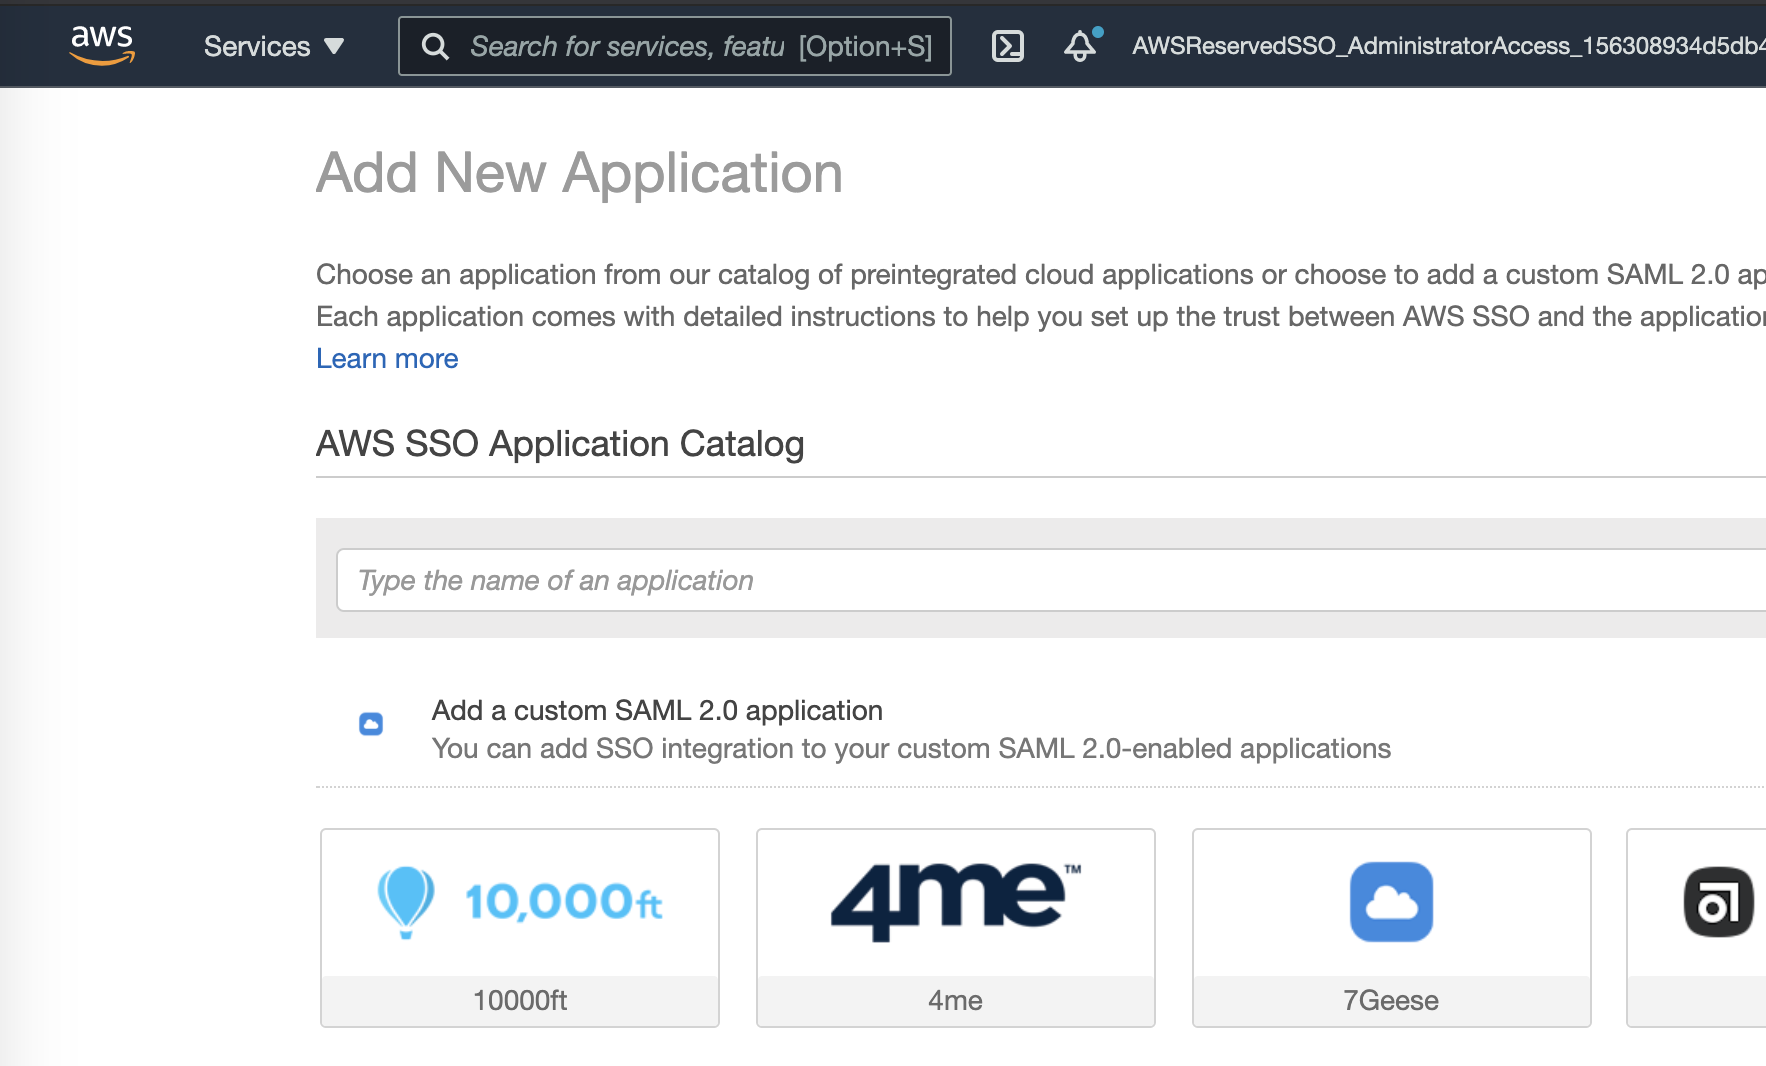 aws
Services
Search for services, featu [Option+S]
AWSReservedSSO_AdministratorAccess_156308934d5db4
Add New Application
Choose an application from our catalog of preintegrated cloud applications or choose to add a custom SAML 2.0 ap
Each application comes with detailed instructions to help you set up the trust between AWS SSO and the application
Learn more
AWS SSO Application Catalog
Type the name of an application
Add a custom SAML 2.0 application
You can add SSO integration to your custom SAML 2.0-enabled applications
10,000ft
4me™
10000ft
4me
7Geese